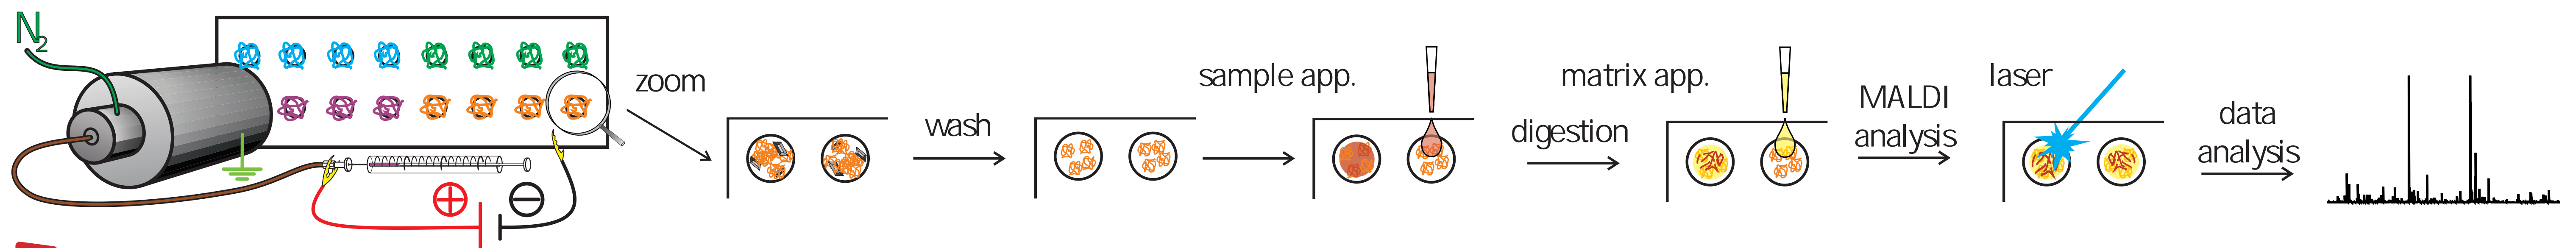 N2
zoom
wash
sample app.
digestion
matrix app.
MALDI
analysis
laser
data
analysis
+
−